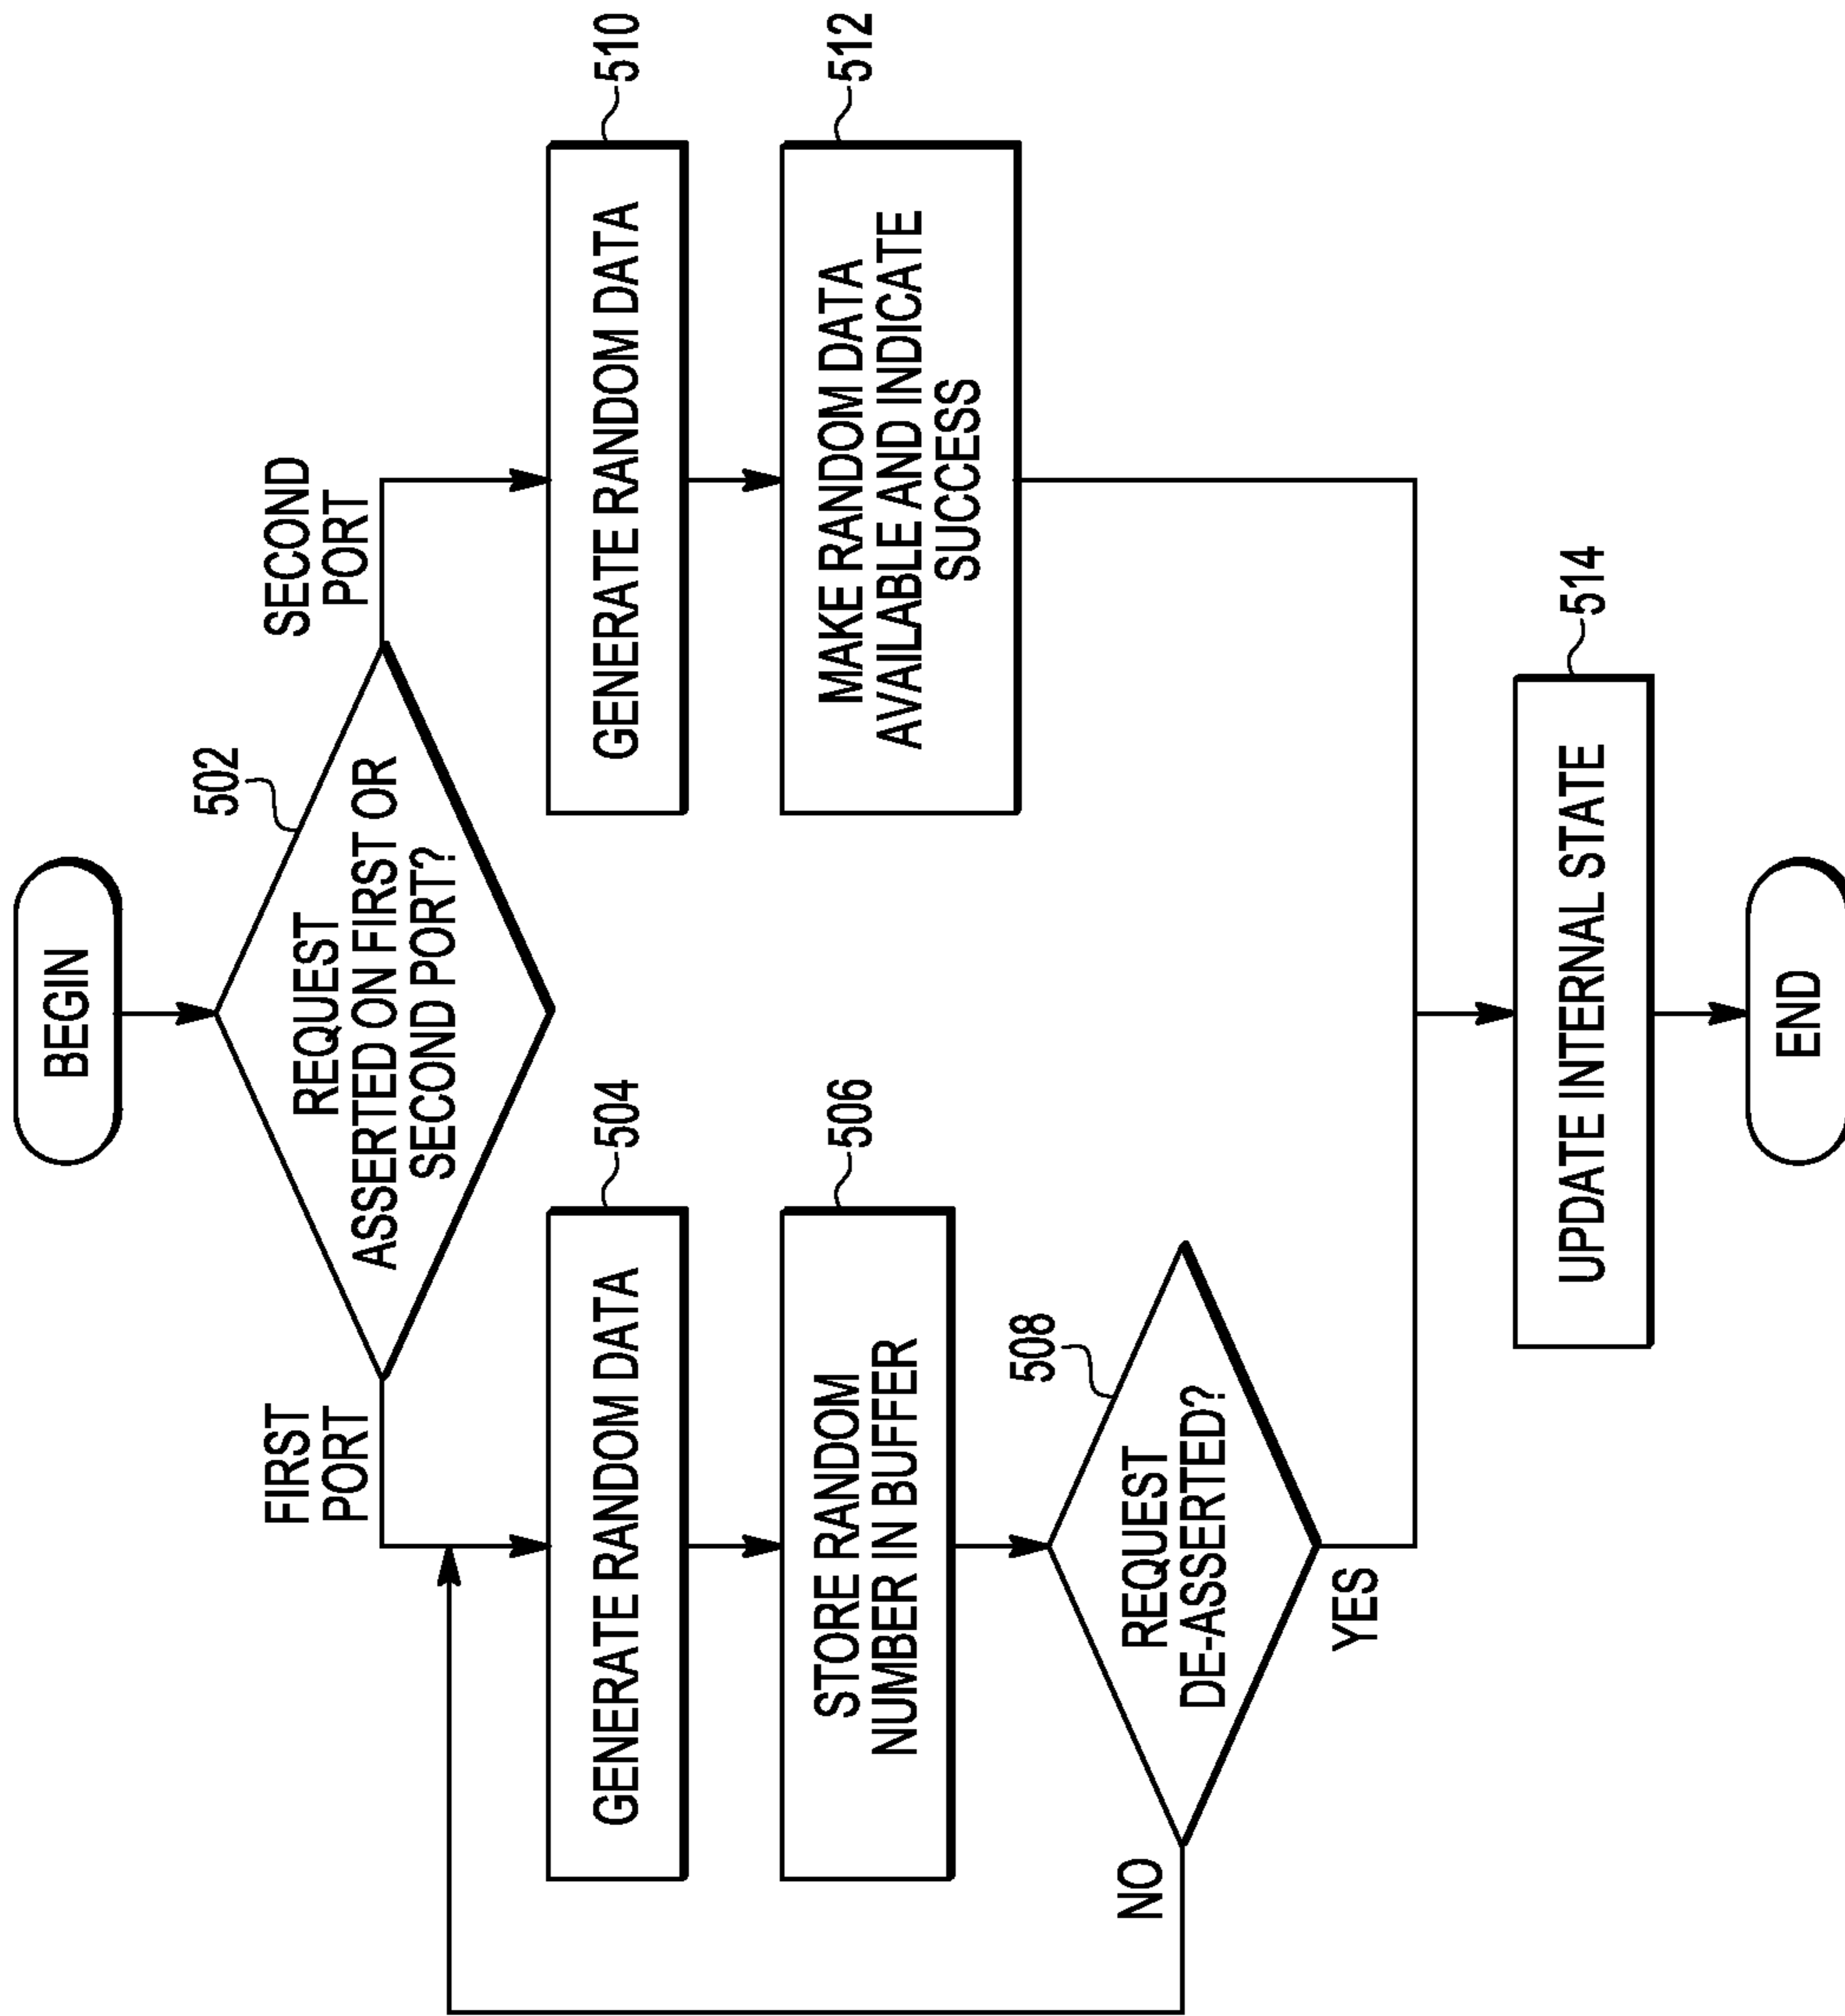 BEGIN
502
REQUEST
ASSERTED ON FIRST OR
SECOND PORT?
FIRST
PORT
SECOND
PORT
504
GENERATE RANDOM DATA
506
STORE RANDOM
NUMBER IN BUFFER
508
REQUEST
DE-ASSERTED?
NO
YES
510
GENERATE RANDOM DATA
512
MAKE RANDOM DATA
AVAILABLE AND INDICATE
SUCCESS
514
UPDATE INTERNAL STATE
END